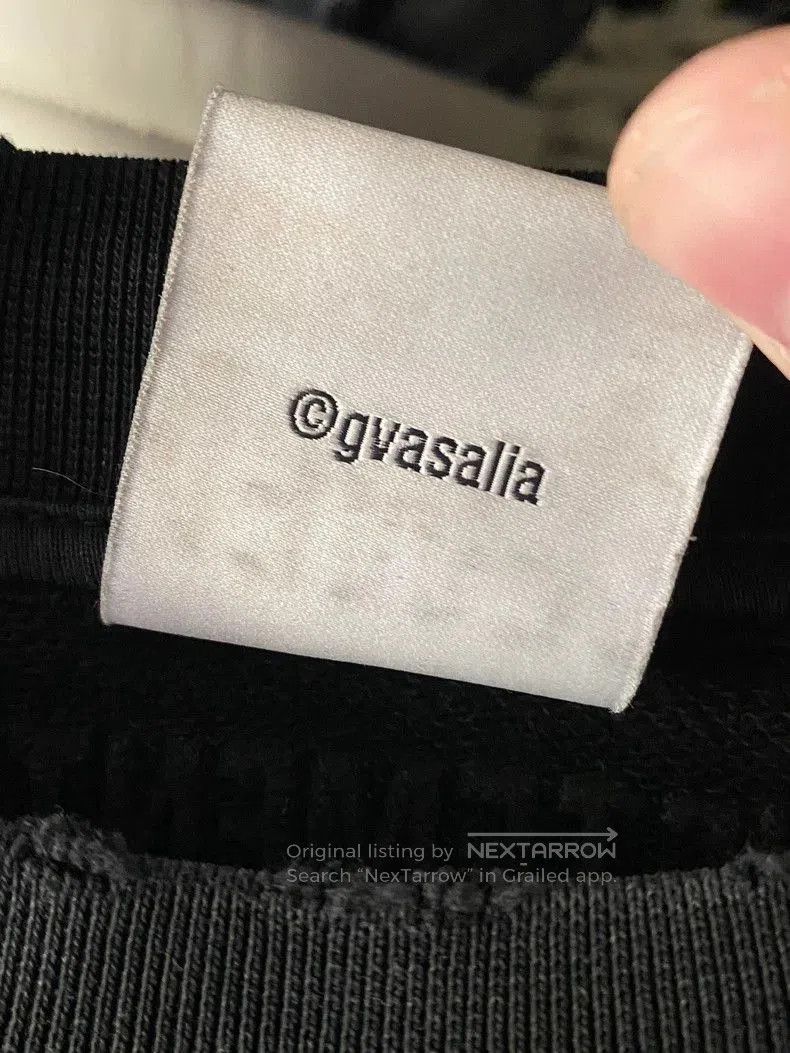 ©gvasalia
Original listing by NEXTARROW
Search “NexTarrow” in Grailed app.